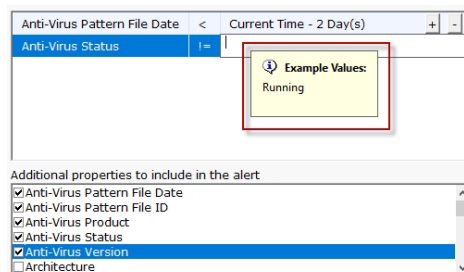 Anti-Virus Pattern File Date < Current Time - 2 Day(s) + -
Anti-Virus Status !=
Example Values:
Running
Additional properties to include in the alert
Anti-Virus Pattern File Date
Anti-Virus Pattern File ID
Anti-Virus Product
Anti-Virus Status
Anti-Virus Version
Architecture